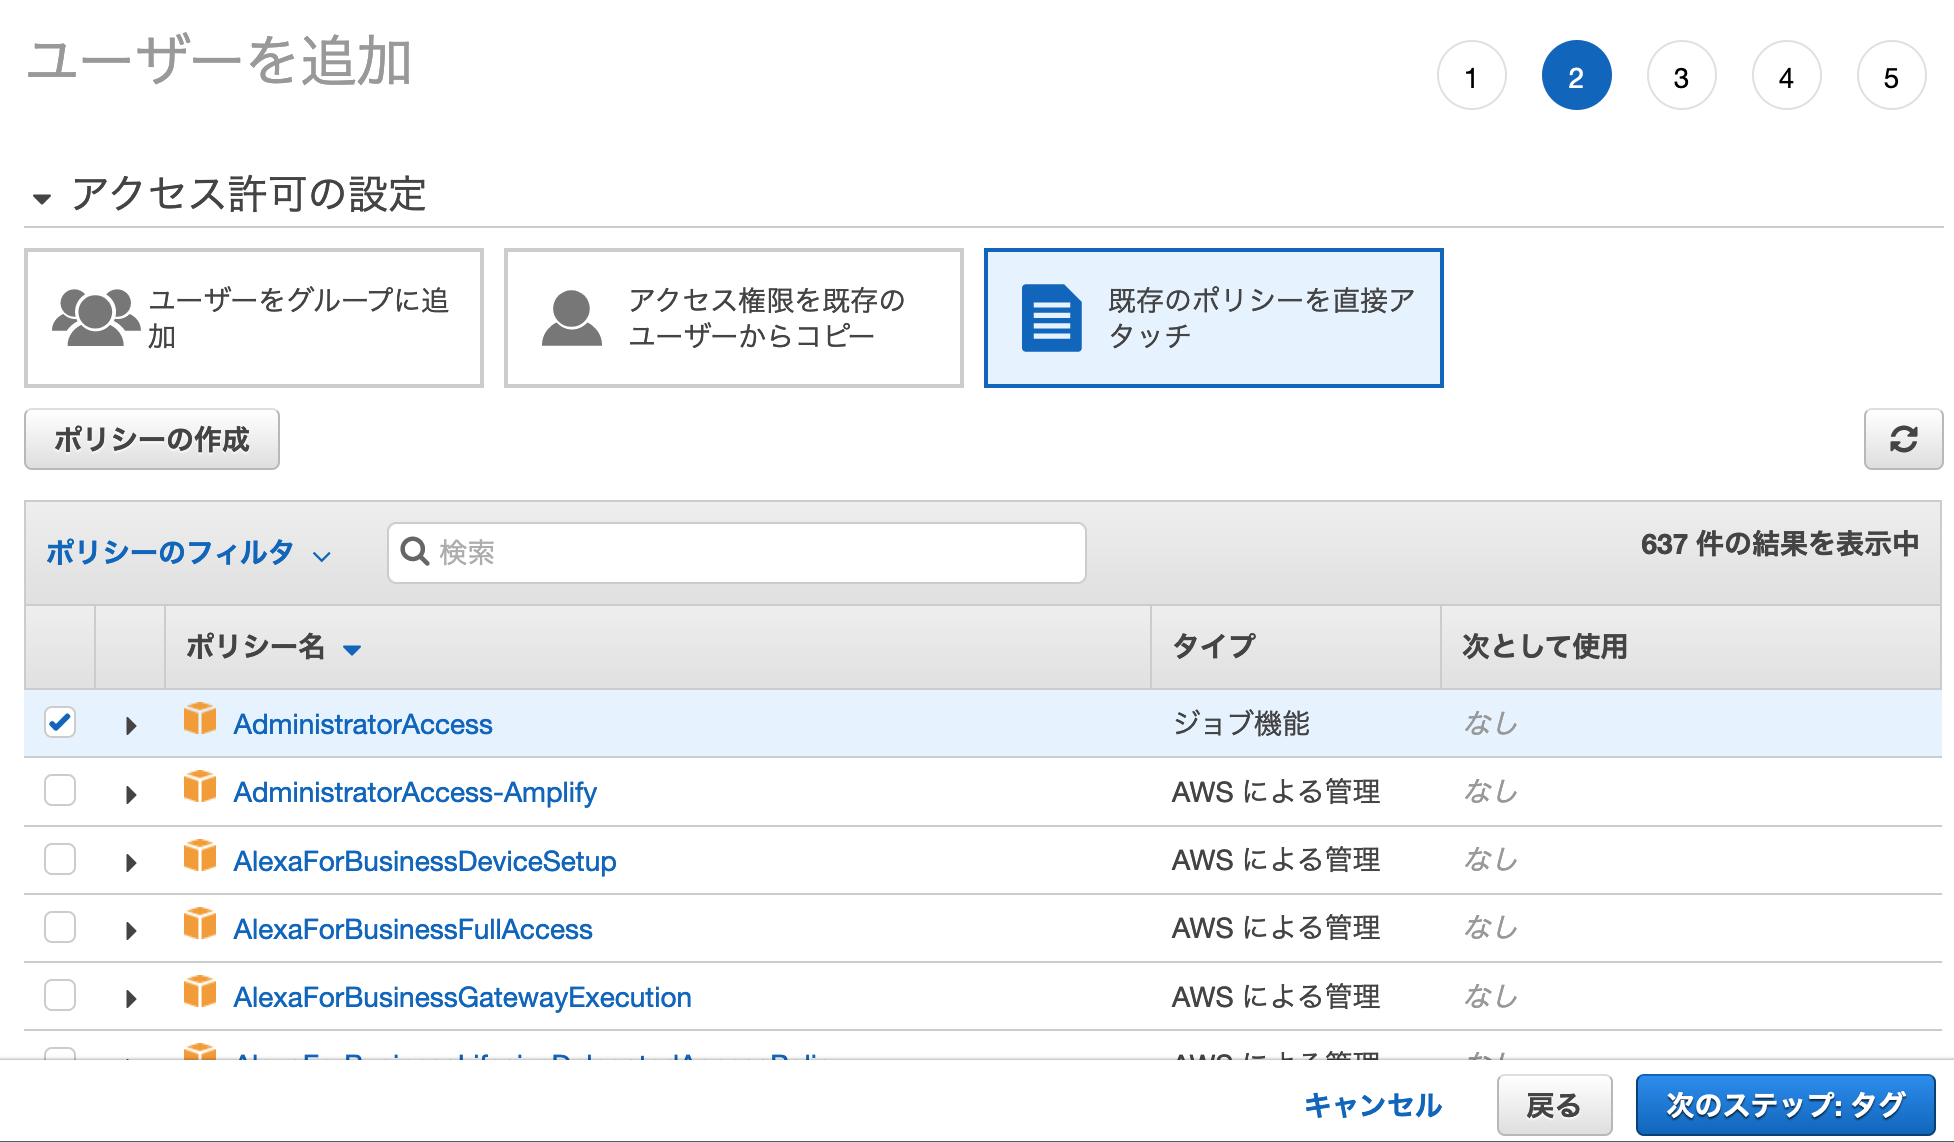 ユーザーを追加
1 2 3 4 5
アクセス許可の設定
ユーザーをグループに追
加
アクセス権限を既存の
ユーザーからコピー
既存のポリシーを直接ア
タッチ
ポリシーの作成
ポリシーのフィルタ
検索
637 件の結果を表示中
ポリシー名 タイプ 次として使用
AdministratorAccess ジョブ機能 なし
AdministratorAccess-Amplify AWS による管理 なし
AlexaForBusinessDeviceSetup AWS による管理 なし
AlexaForBusinessFullAccess AWS による管理 なし
AlexaForBusinessGatewayExecution AWS による管理 なし
AWS による管理 なし
キャンセル 戻る 次のステップ: タグ